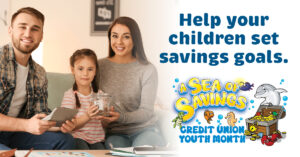 Help your
children set
savings goals.
A SEA OF
SAVINGS
CREDIT UNION
YOUTH MONTH